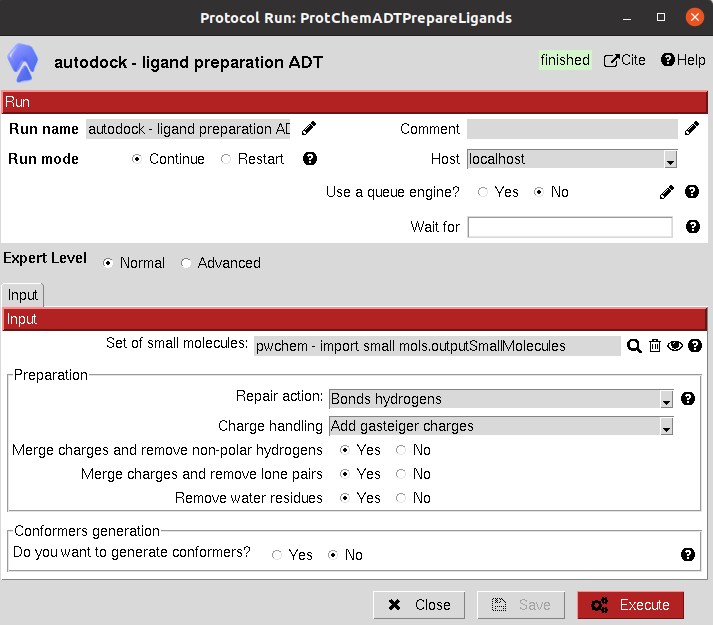 Protocol Run: ProtChemADTPrepareLigands
autodock - ligand preparation ADT finished Cite Help
Run
Run name autodock - ligand preparation AD Comment
Run mode Continue Restart Host localhost
Use a queue engine? Yes No
Wait for
Expert Level Normal Advanced
Input
Input
Set of small molecules: pwchem - import small mols.outputSmallMolecules
Preparation
Repair action: Bonds hydrogens
Charge handling Add gasteiger charges
Merge charges and remove non-polar hydrogens Yes No
Merge charges and remove lone pairs Yes No
Remove water residues Yes No
Conformers generation
Do you want to generate conformers? Yes No
Close Save Execute